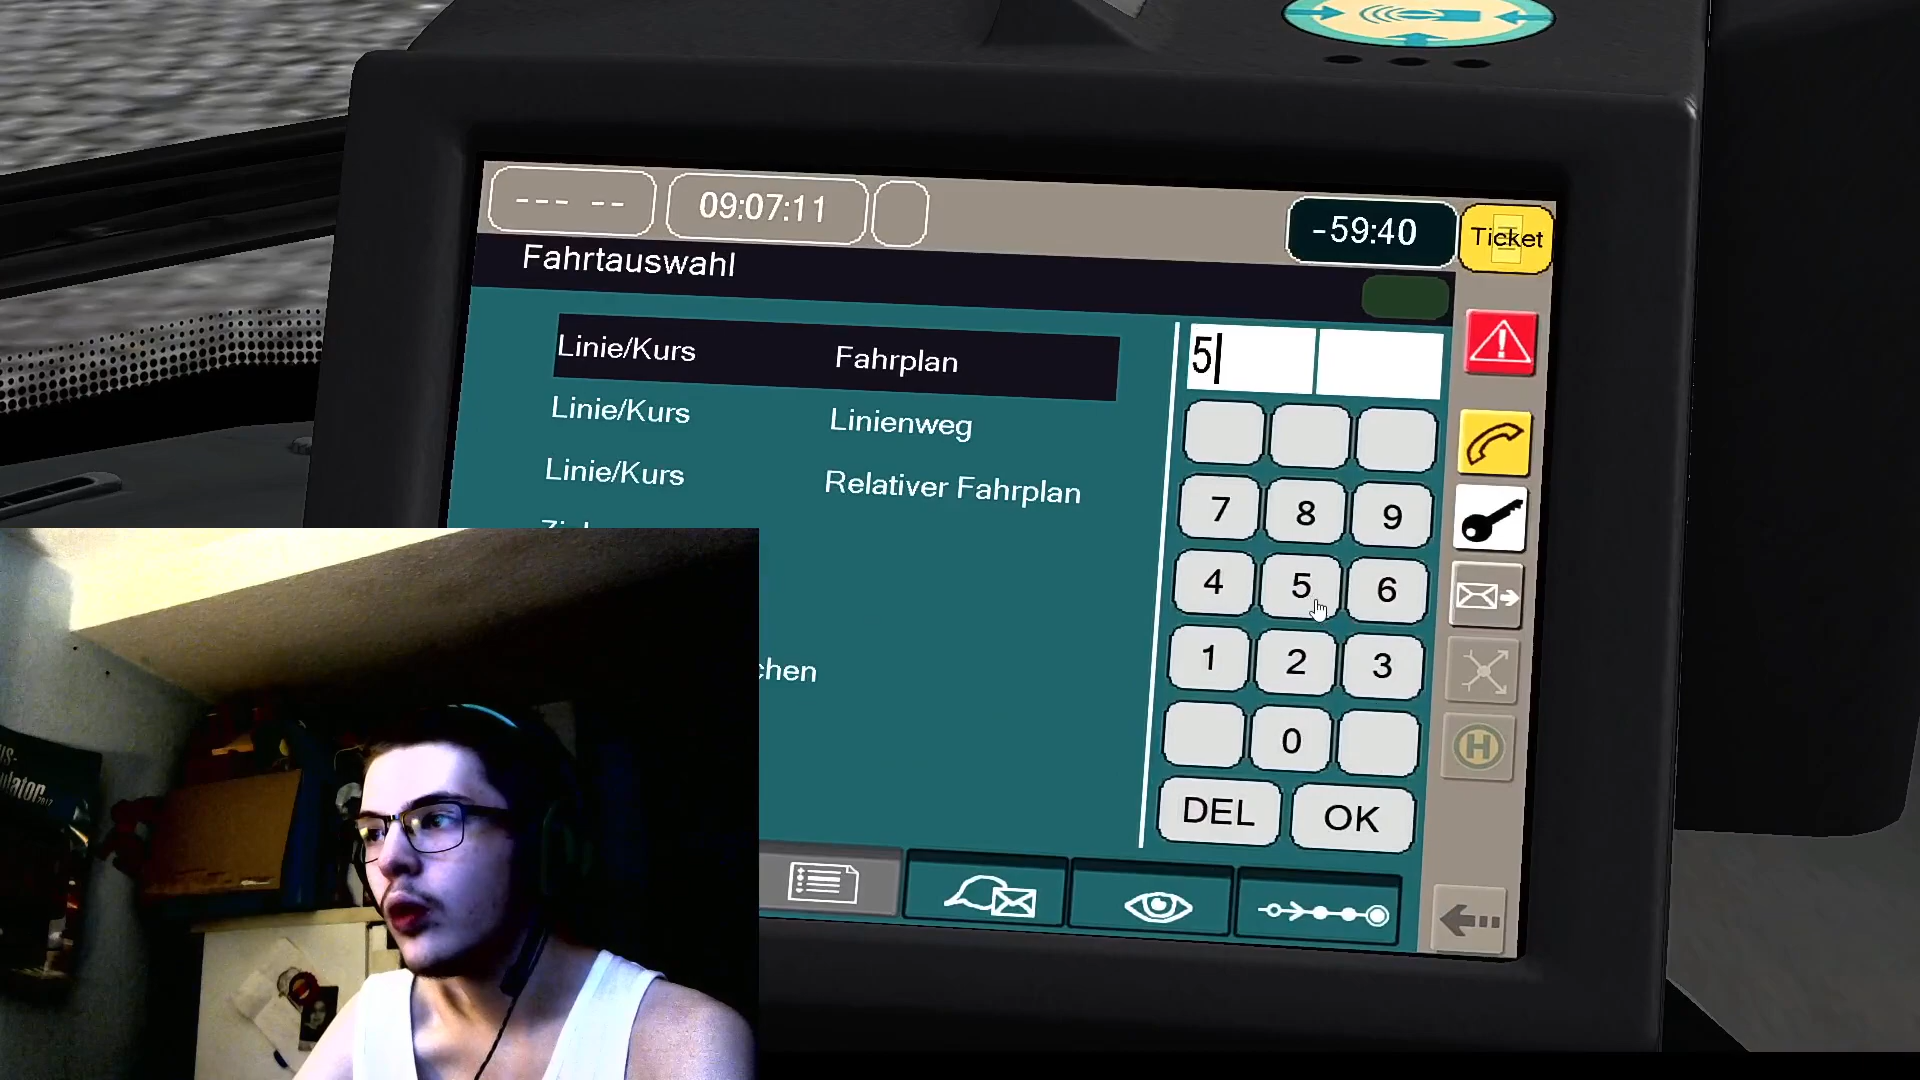 --- --
09:07:11
-59:40
Ticket
Fahrtauswahl
Linie/Kurs Fahrplan
5
Linie/Kurs Linienweg
Linie/Kurs Relativer Fahrplan
7 8 9
4 5 6
1 2 3
chen
0
DEL OK
H